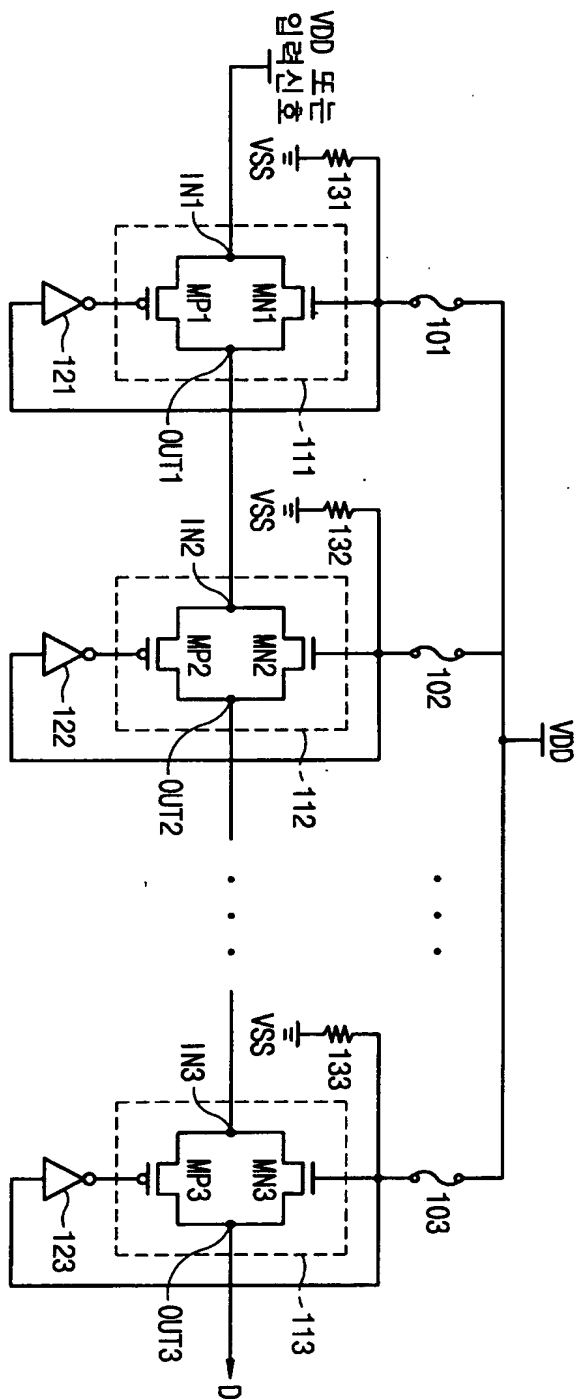 VDD
VDD 또는
입력신호
101
102
103
131
132
133
VSS
VSS
VSS
IN1
MN1
MP1
OUT1
111
121
IN2
MN2
MP2
OUT2
112
122
IN3
MN3
MP3
OUT3
113
123
D